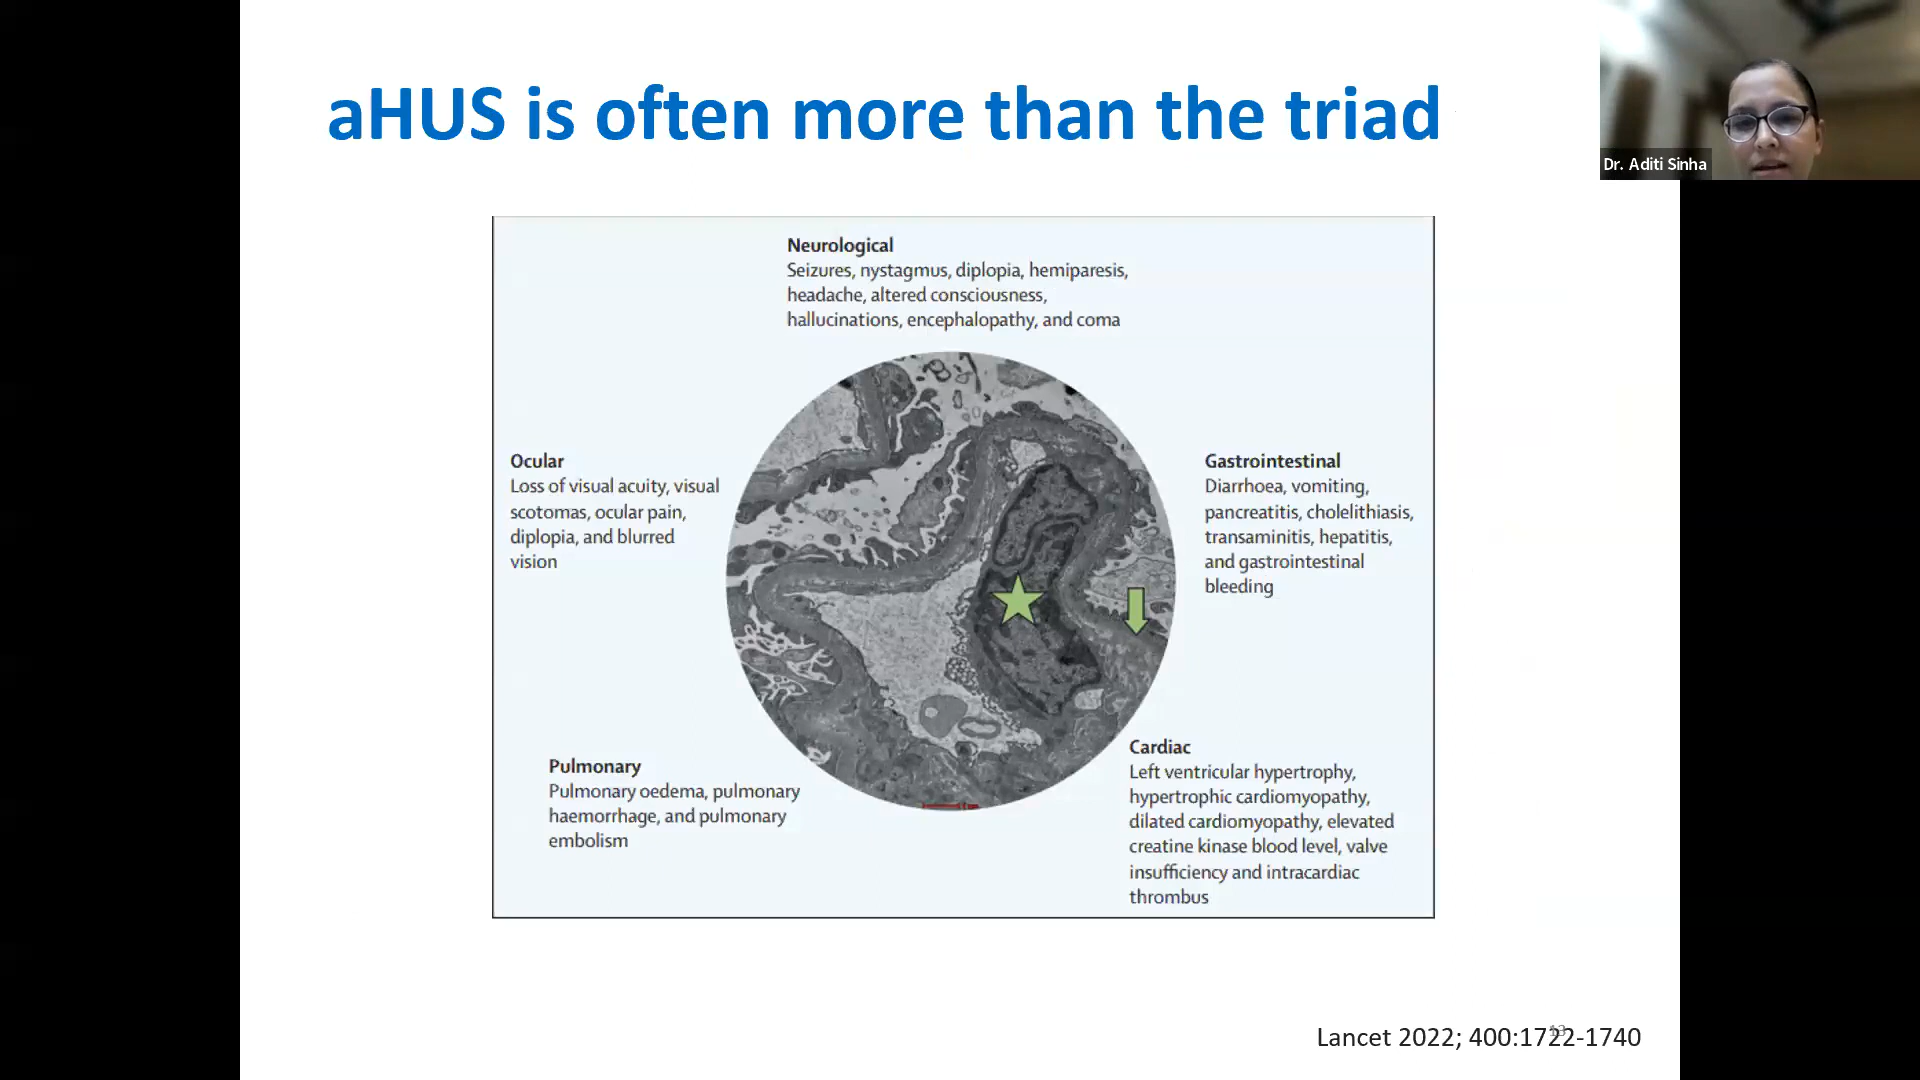 aHUS is often more than the triad
Dr. Aditi Sinha
Neurological
Seizures, nystagmus, diplopia, hemiparesis,
headache, altered consciousness,
hallucinations, encephalopathy, and coma
Ocular
Loss of visual acuity, visual
scotomas, ocular pain,
diplopia, and blurred
vision
Gastrointestinal
Diarrhoea, vomiting,
pancreatitis, cholelithiasis,
transaminitis, hepatitis,
and gastrointestinal
bleeding
Pulmonary
Pulmonary oedema, pulmonary
haemorrhage, and pulmonary
embolism
Cardiac
Left ventricular hypertrophy,
hypertrophic cardiomyopathy,
dilated cardiomyopathy, elevated
creatine kinase blood level, valve
insufficiency and intracardiac
thrombus
Lancet 2022; 400:1722-1740
13